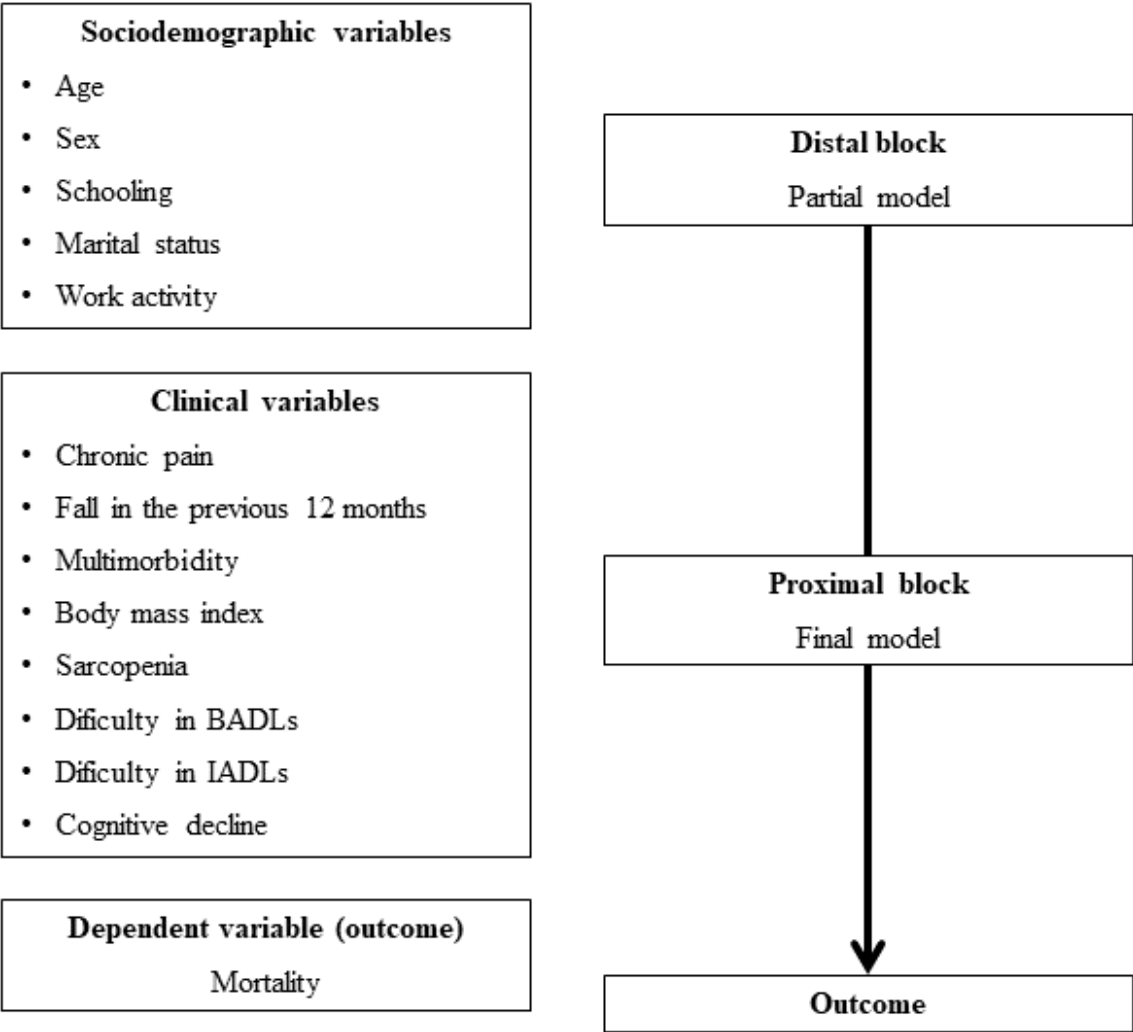 Sociodemographic variables
• Age
• Sex
• Schooling
• Marital status
• Work activity
Distal block
Partial model
Clinical variables
• Chronic pain
• Fall in the previous 12 months
• Multimorbidity
• Body mass index
• Sarcopenia
• Dificulty in BADLs
• Dificulty in IADLs
• Cognitive decline
Proximal block
Final model
Dependent variable (outcome)
Mortality
Outcome